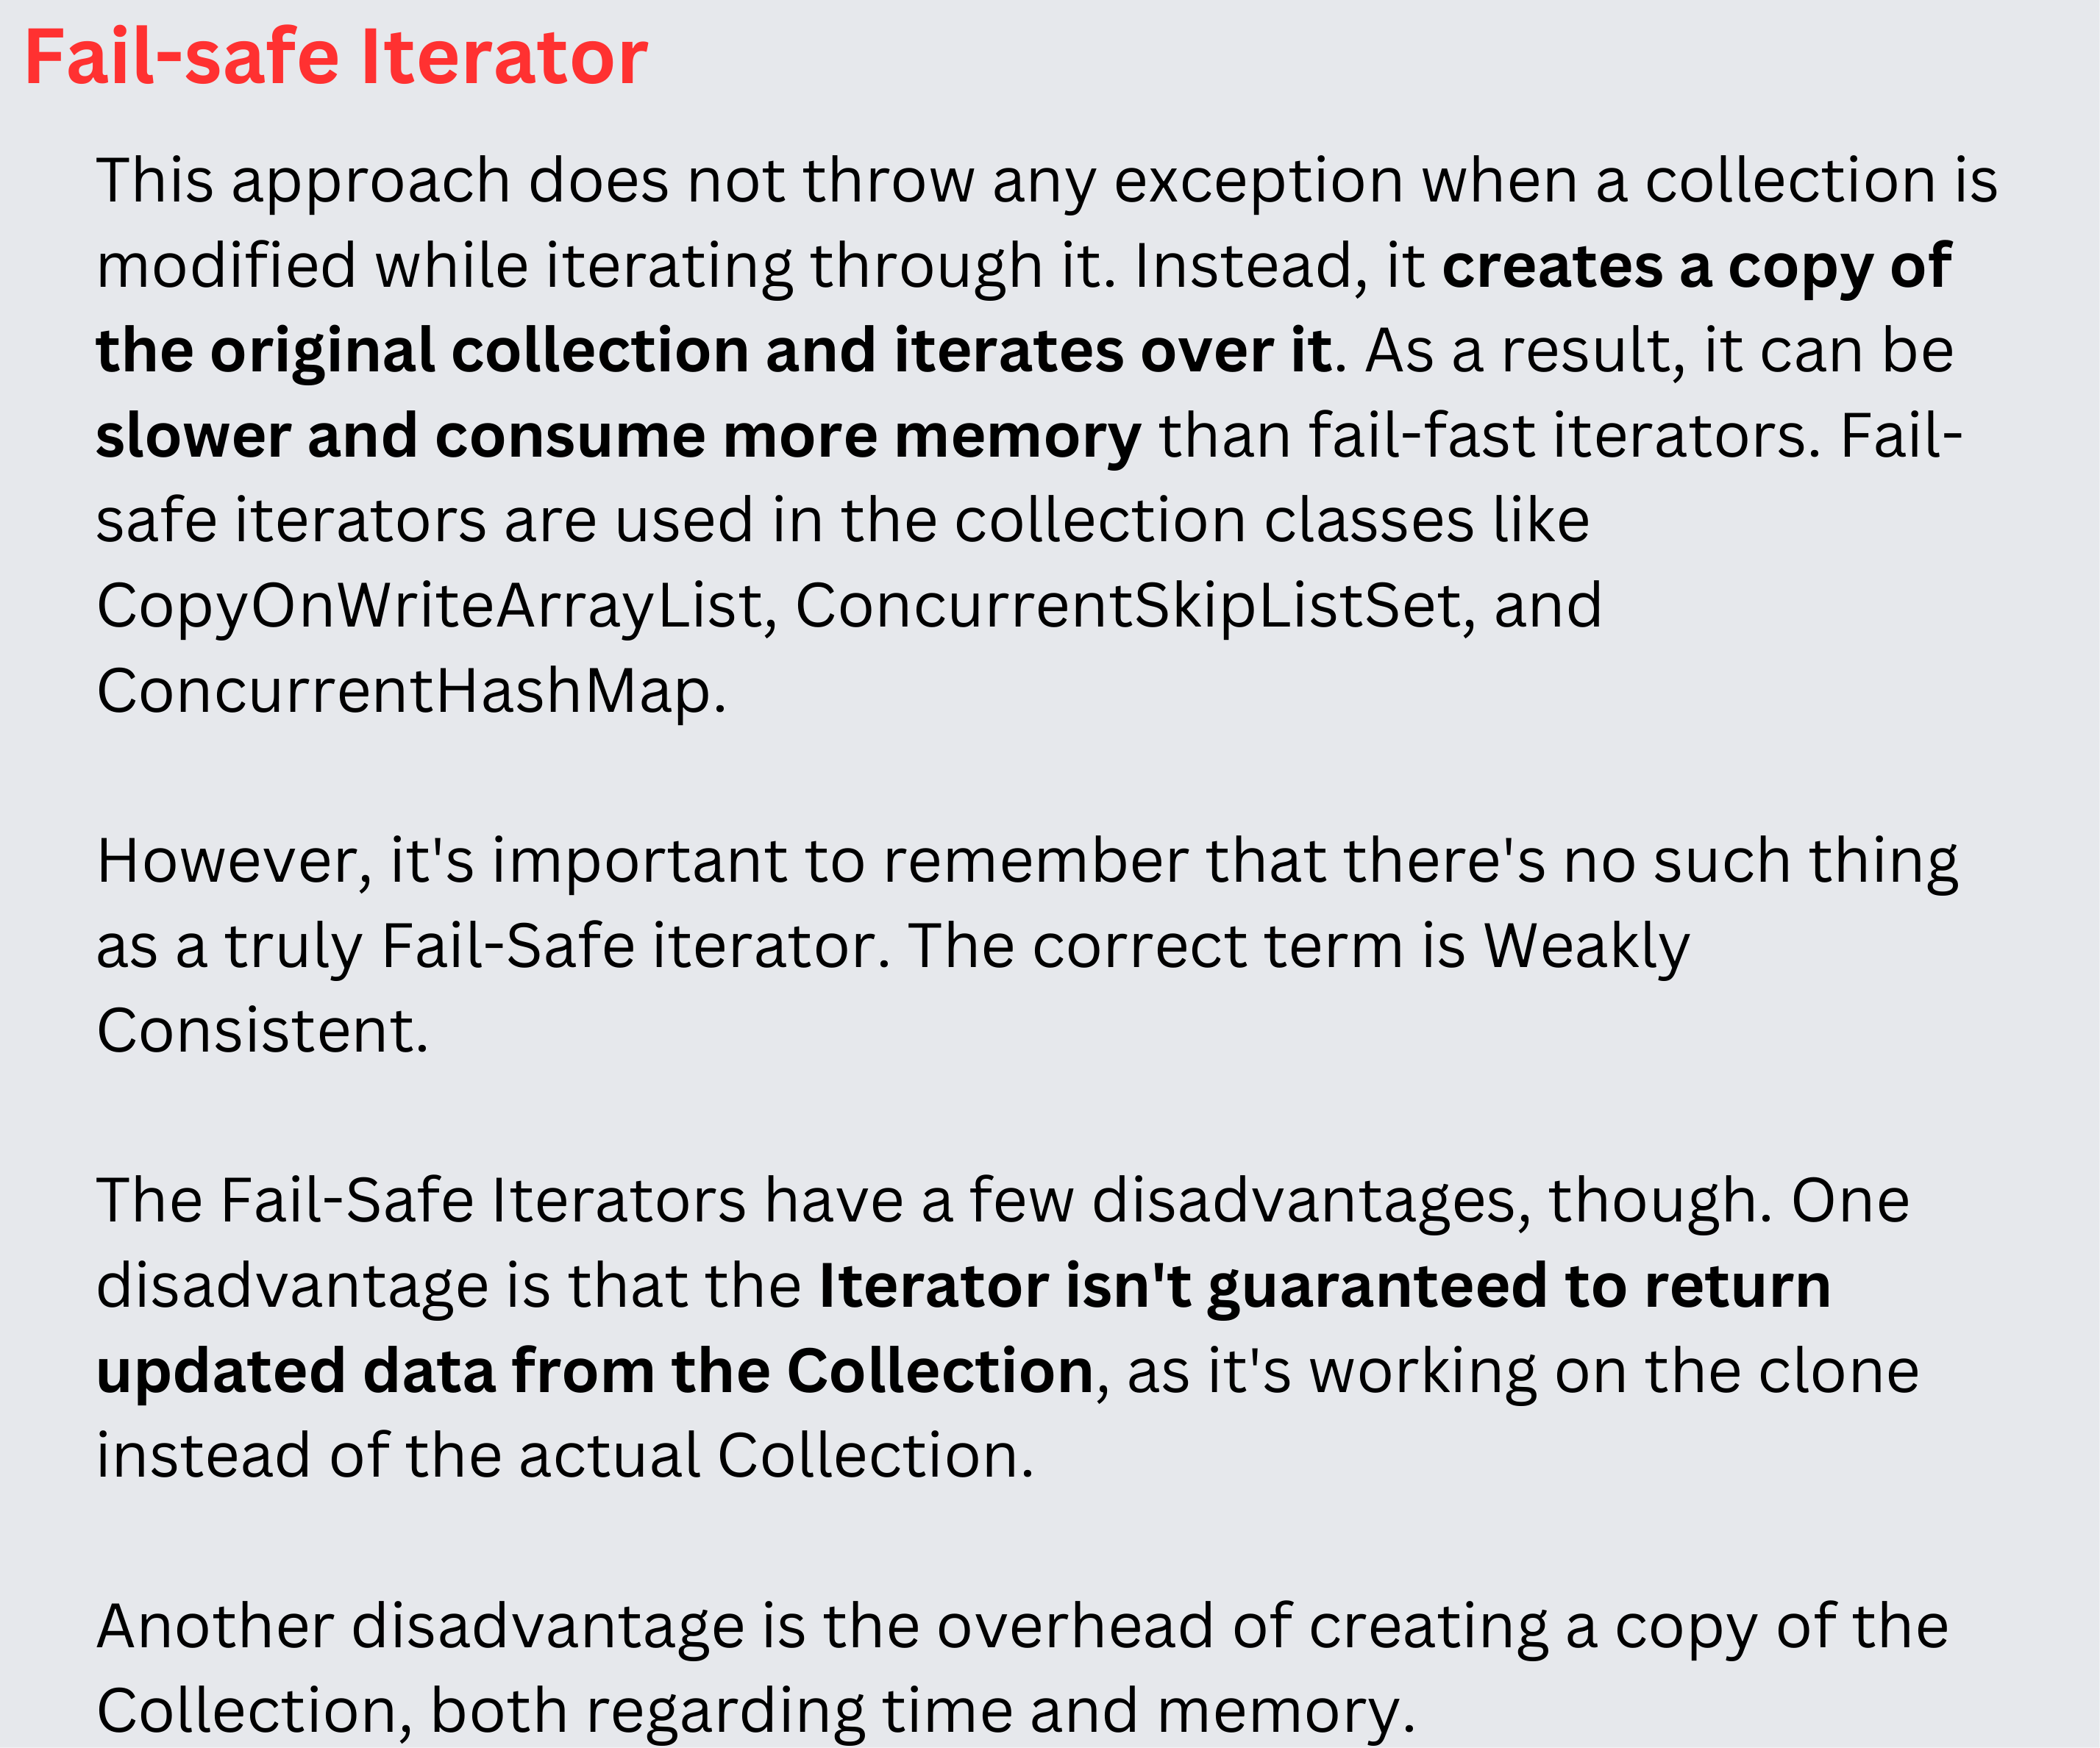 Fail-safe Iterator
This approach does not throw any exception when a collection is
modified while iterating through it. Instead, it creates a copy of
the original collection and iterates over it. As a result, it can be
slower and consume more memory than fail-fast iterators. Fail-
safe iterators are used in the collection classes like
CopyOnWriteArrayList, ConcurrentSkipListSet, and
ConcurrentHashMap.
However, it's important to remember that there's no such thing
as a truly Fail-Safe iterator. The correct term is Weakly
Consistent.
The Fail-Safe Iterators have a few disadvantages, though. One
disadvantage is that the Iterator isn't guaranteed to return
updated data from the Collection, as it's working on the clone
instead of the actual Collection.
Another disadvantage is the overhead of creating a copy of the
Collection, both regarding time and memory.